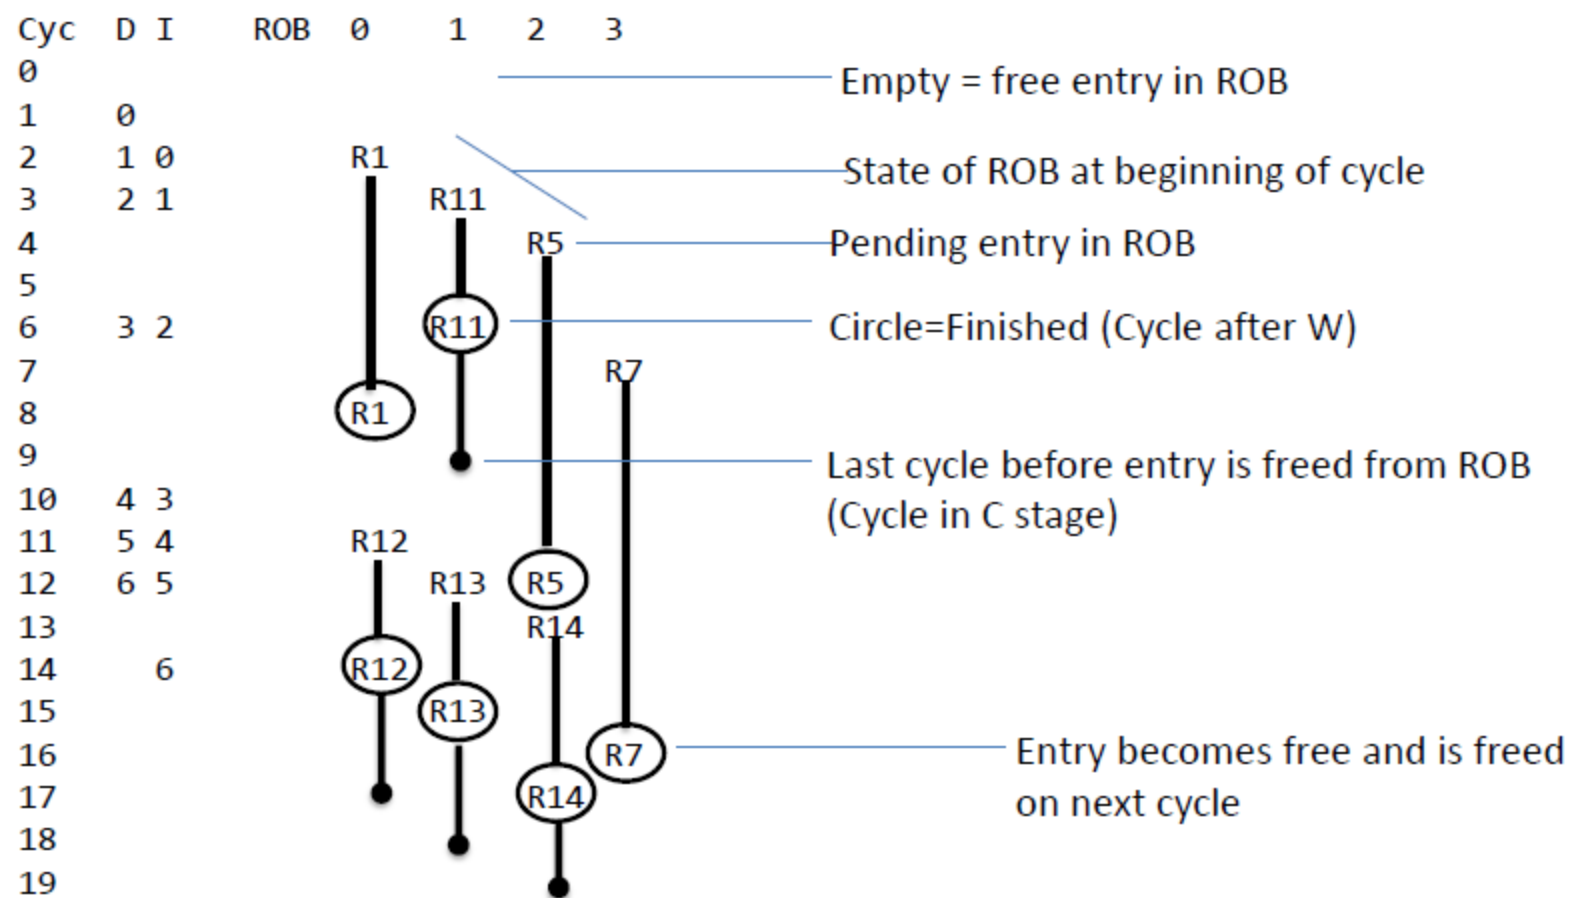 Cyc D I ROB 0 1 2 3
0 Empty = free entry in ROB
1 0
2 1 0 R1 State of ROB at beginning of cycle
3 2 1 R11
4 R5 Pending entry in ROB
5
6 3 2 R11 Circle=Finished (Cycle after W)
7 R7
8 R1
9 Last cycle before entry is freed from ROB
(Cycle in C stage)
10 4 3
11 5 4 R12
12 6 5 R13 R5
13 R14
14 6 R12
15 R13
16 R7 Entry becomes free and is freed
on next cycle
17 R14
18
19